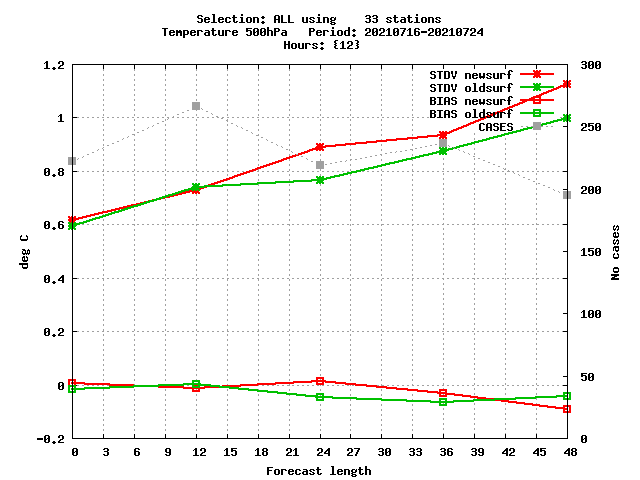 Selection: ALL using    33 stations
Temperature 500hPa   Period: 20210716-20210724
Hours: {12}
STDV newsurf
STDV oldsurf
BIAS newsurf
BIAS oldsurf
CASES
1.2
1
0.8
0.6
0.4
0.2
0
-0.2
deg C
300
250
200
150
100
50
0
No cases
0 3 6 9 12 15 18 21 24 27 30 33 36 39 42 45 48
Forecast length